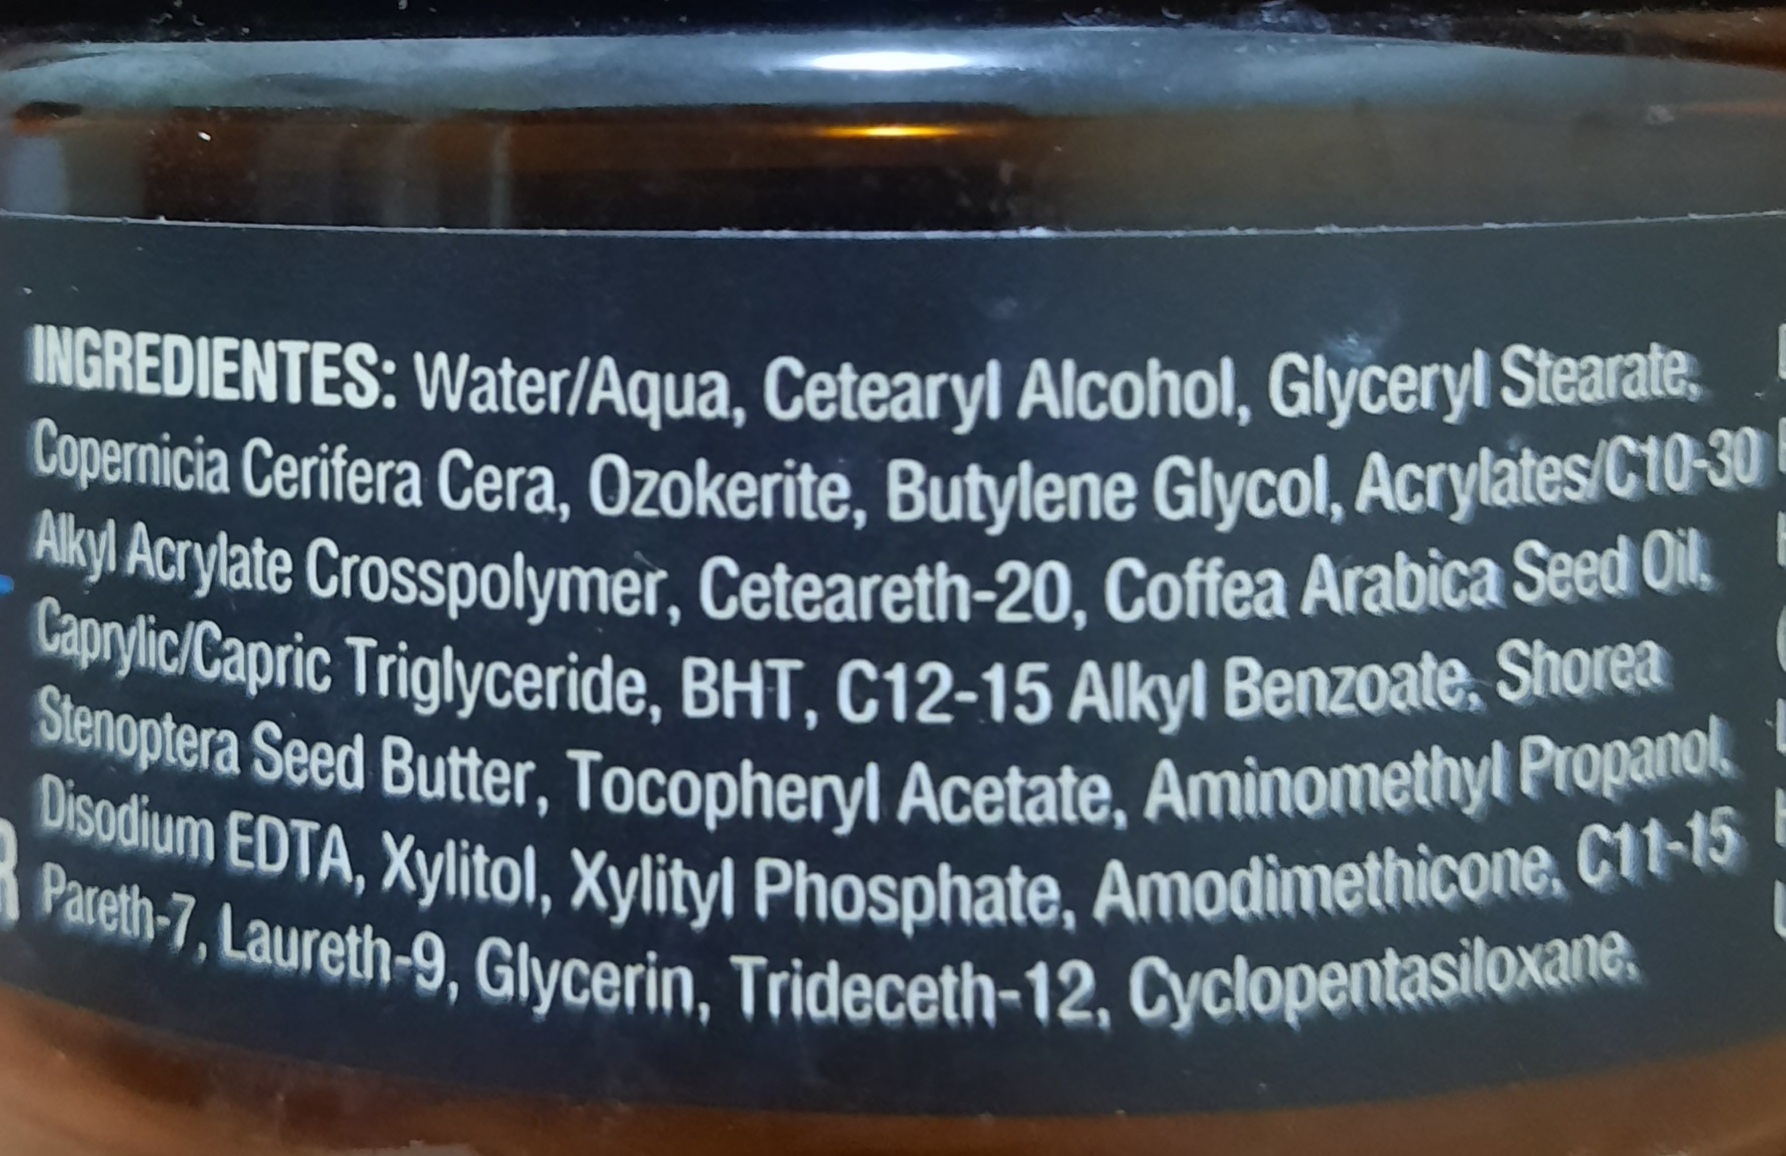 INGREDIENTES: Water/Aqua, Cetearyl Alcohol, Glyceryl Stearate,
Copernicia Cerifera Cera, Ozokerite, Butylene Glycol, Acrylates/C10-30
Alkyl Acrylate Crosspolymer, Ceteareth-20, Coffea Arabica Seed Oil,
Caprylic/Capric Triglyceride, BHT, C12-15 Alkyl Benzoate, Shorea
Stenoptera Seed Butter, Tocopheryl Acetate, Aminomethyl Propanol,
Disodium EDTA, Xylitol, Xylityl Phosphate, Amodimethicone, C11-15
Pareth-7, Laureth-9, Glycerin, Trideceth-12, Cyclopentasiloxane,